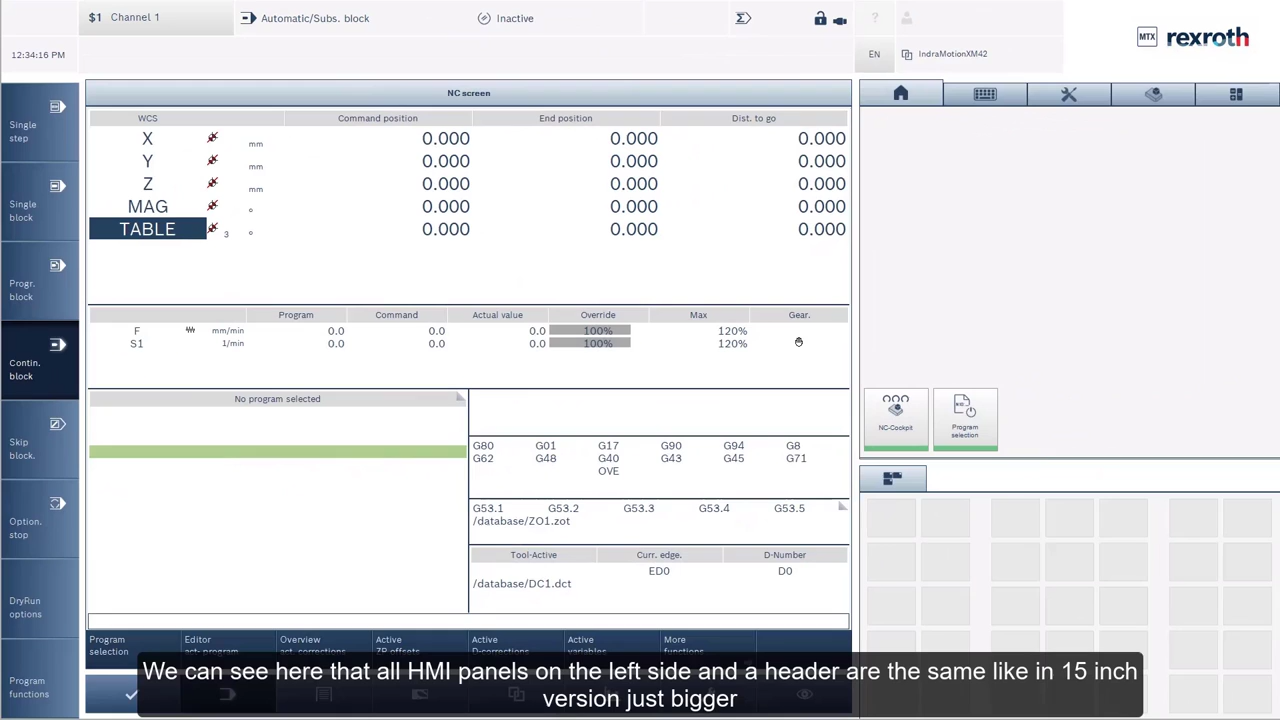 $1 Channel 1
Automatic/Subs. block
Inactive
12:34:16 PM
?
EN
IndraMotionXM42
MTX rexroth
Single
step
Single
block
Progr.
block
Contin.
block
Skip
block.
Option.
stop
DryRun
options
Program
functions
NC screen
WCS Command position End position Dist. to go
X mm 0.000 0.000 0.000
Y mm 0.000 0.000 0.000
Z mm 0.000 0.000 0.000
MAG ° 0.000 0.000 0.000
TABLE 3 ° 0.000 0.000 0.000
Program Command Actual value Override Max Gear.
F mm/min 0.0 0.0 0.0 100% 120%
S1 1/min 0.0 0.0 0.0 100% 120%
No program selected
G80 G01 G17 G90 G94 G8
G62 G48 G40 G43 G45 G71
OVE
G53.1 G53.2 G53.3 G53.4 G53.5
/database/ZO1.zot
Tool-Active Curr. edge. D-Number
ED0 D0
/database/DC1.dct
Program
selection
Editor
act. program
Overview
act. corrections
Active
ZP offsets
Active
D-corrections
Active
variables
More
functions
NC-Cockpit
Program
selection
We can see here that all HMI panels on the left side and a header are the same like in 15 inch
version just bigger